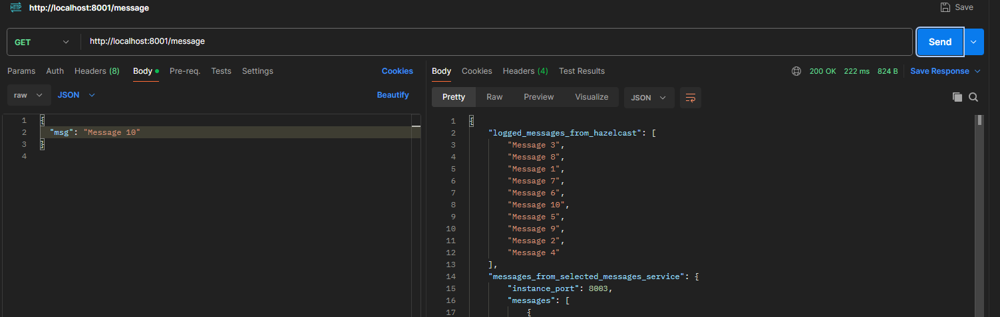 HTTP http://localhost:8001/message Save
GET http://localhost:8001/message Send
Params Auth Headers (8) Body Pre-req. Tests Settings Cookies
raw JSON Beautify
1 {
2 "msg": "Message 10"
3 }
4
Body Cookies Headers (4) Test Results 200 OK 222 ms 824 B Save Response
Pretty Raw Preview Visualize JSON
1 {
2 "logged_messages_from_hazelcast": [
3 "Message 3",
4 "Message 8",
5 "Message 1",
6 "Message 7",
7 "Message 6",
8 "Message 10",
9 "Message 5",
10 "Message 9",
11 "Message 2",
12 "Message 4"
13 ],
14 "messages_from_selected_messages_service": {
15 "instance_port": 8003,
16 "messages": [
17 {